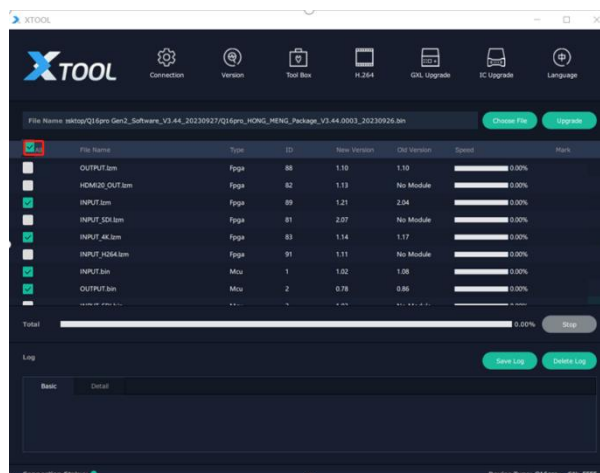 XTOOL
XTOOL
Connection
Version
Tool Box
H.264
GXL Upgrade
IC Upgrade
Language
File Name
/Q16pro Gen2_Software_V3.44_20230927/Q16pro_HONG_MENG_Package_V3.44.0003_20230926.bin
Choose File
Upgrade
All File Name Type ID New Version Old Version Speed Mark
OUTPUT.lzm Fpga 88 1.10 1.10 0.00%
HDMI20_OUT.lzm Fpga 82 1.13 No Module 0.00%
INPUT.lzm Fpga 89 1.21 2.04 0.00%
INPUT_SDI.lzm Fpga 81 2.07 No Module 0.00%
INPUT_4K.lzm Fpga 83 1.14 1.17 0.00%
INPUT_H264.lzm Fpga 91 1.11 No Module 0.00%
INPUT.bin Mcu 1 1.02 1.08 0.00%
OUTPUT.bin Mcu 2 0.78 0.86 0.00%
Total 0.00% Stop
Log Save Log Delete Log
Basic Detail